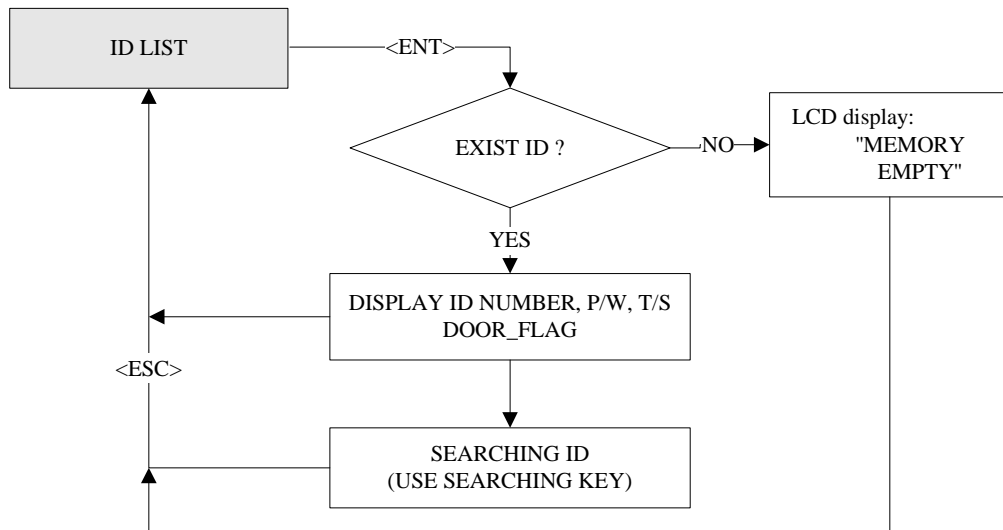 ID LIST
<ENT>
EXIST ID ?
NO
LCD display:
"MEMORY
EMPTY"
YES
DISPLAY ID NUMBER, P/W, T/S
DOOR_FLAG
<ESC>
SEARCHING ID
(USE SEARCHING KEY)